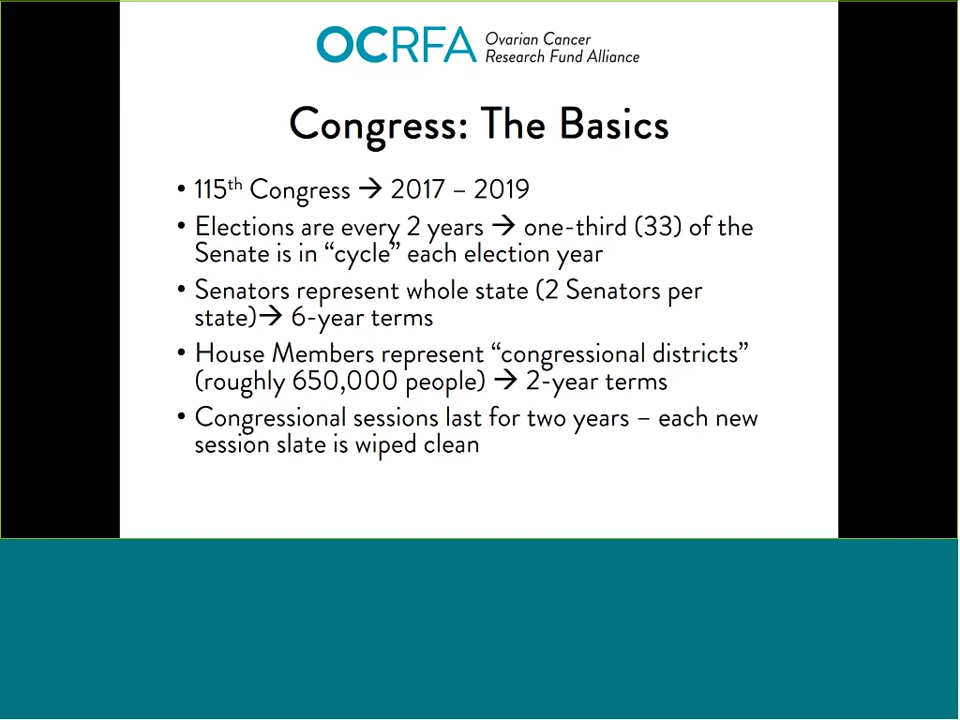 OCRFA Ovarian Cancer
Research Fund Alliance
Congress: The Basics
• 115th Congress → 2017 – 2019
• Elections are every 2 years → one-third (33) of the
Senate is in “cycle” each election year
• Senators represent whole state (2 Senators per
state)→ 6-year terms
• House Members represent “congressional districts”
(roughly 650,000 people) → 2-year terms
• Congressional sessions last for two years – each new
session slate is wiped clean